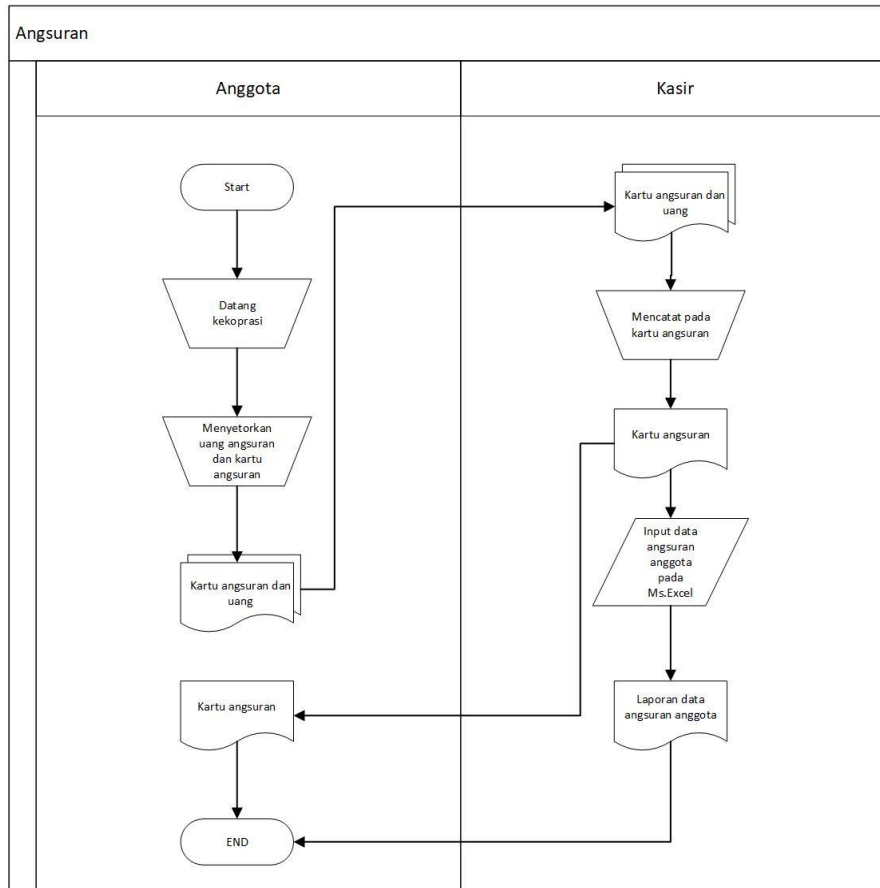 Angsuran
Anggota
Kasir
Start
Datang
kekoprasi
Menyetorkan
uang angsuran
dan kartu
angsuran
Kartu angsuran dan
uang
Kartu angsuran dan
uang
Mencatat pada
kartu angsuran
Kartu angsuran
Input data
angsuran
anggota
pada
Ms.Excel
Laporan data
angsuran anggota
Kartu angsuran
END